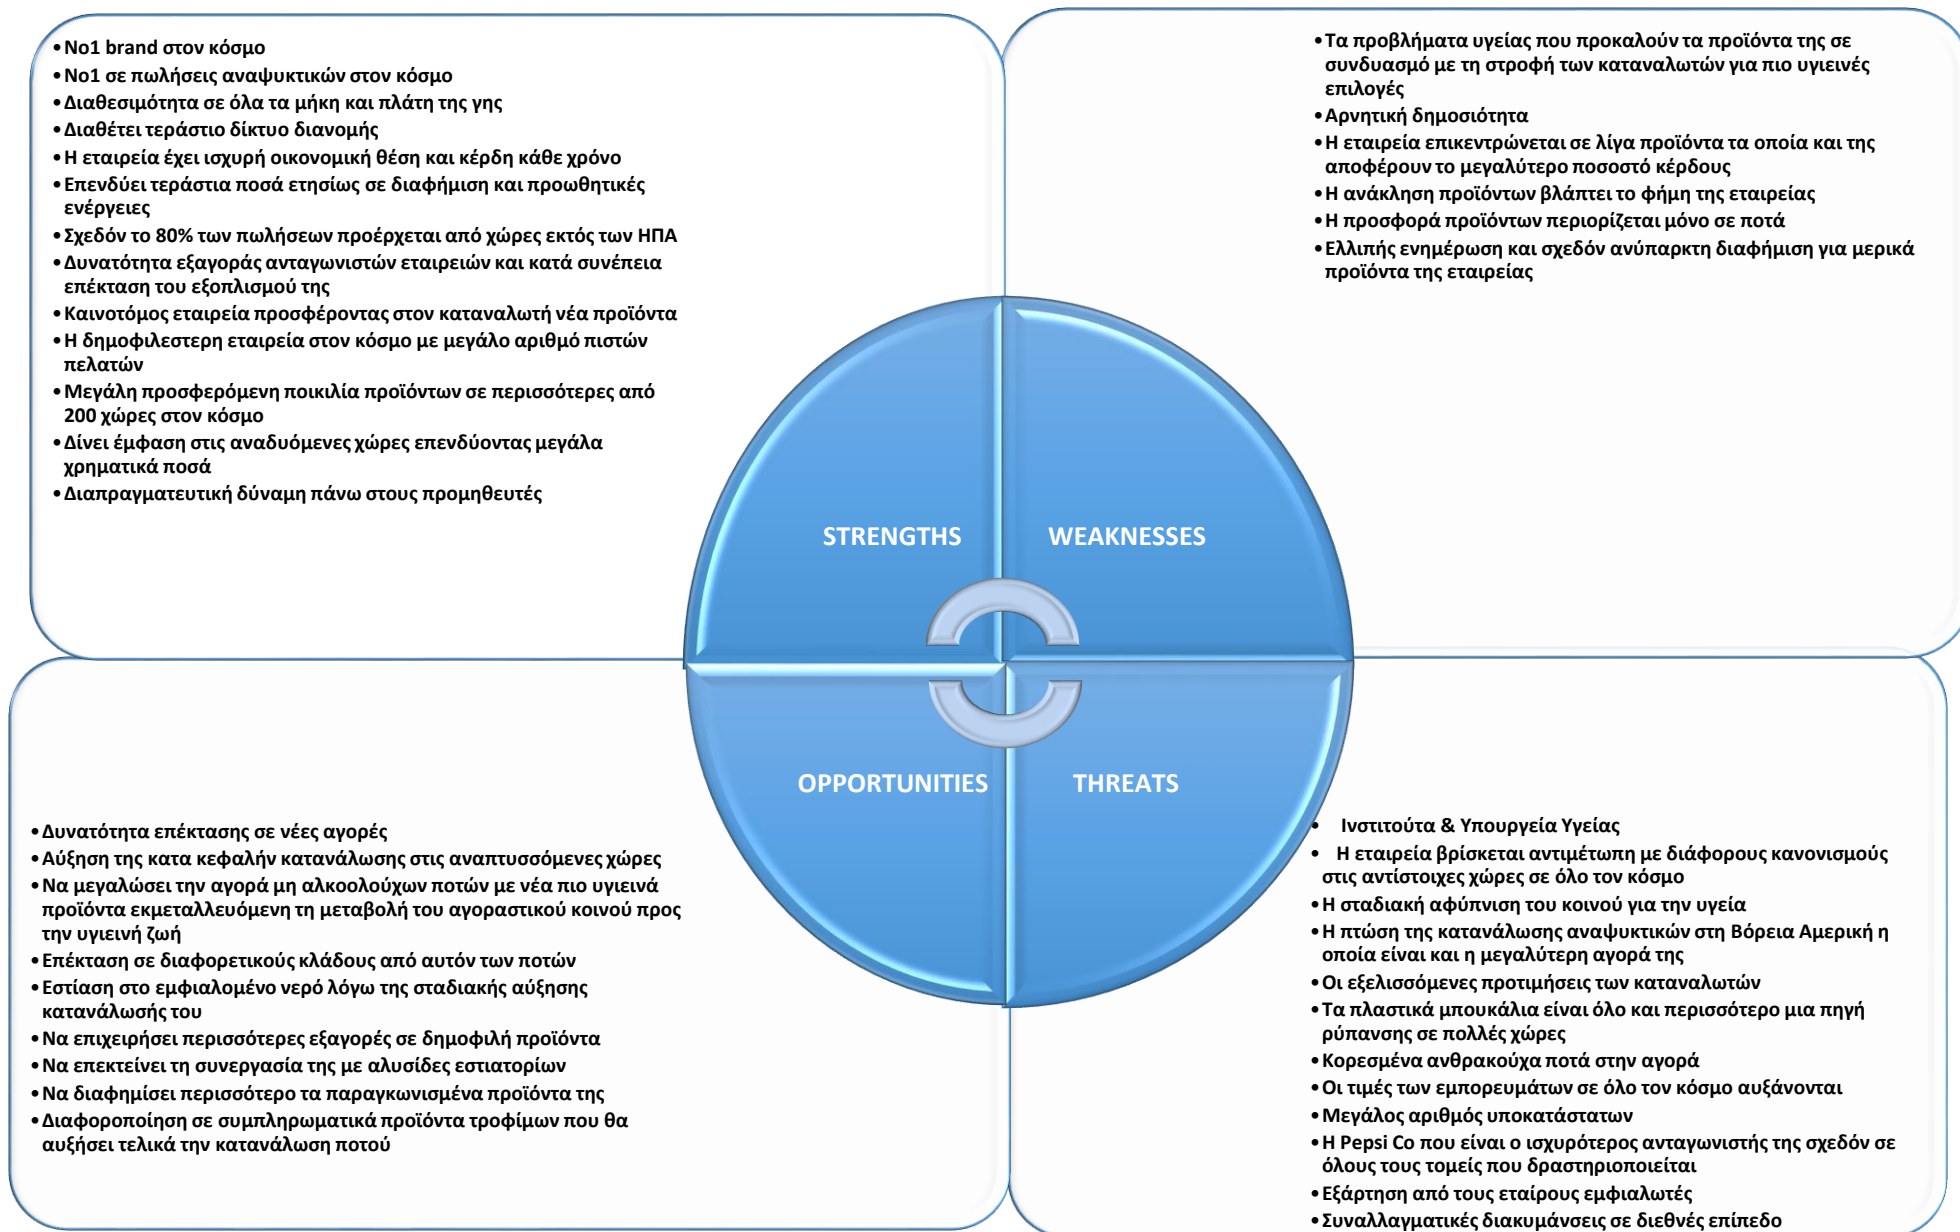 •No1 brand στον κόσμο
•No1 σε πωλήσεις αναψυκτικών στον κόσμο
•Διαθεσιμότητα σε όλα τα μήκη και πλάτη της γης
•Διαθέτει τεράστιο δίκτυο διανομής
•Η εταιρεία έχει ισχυρή οικονομική θέση και κέρδη κάθε χρόνο
•Επενδύει τεράστια ποσά ετησίως σε διαφήμιση και προωθητικές
ενέργειες
•Σχεδόν το 80% των πωλήσεων προέρχεται από χώρες εκτός των ΗΠΑ
•Δυνατότητα εξαγοράς ανταγωνιστών εταιρειών και κατά συνέπεια
επέκταση του εξοπλισμού της
•Καινοτόμος εταιρεία προσφέροντας στον καταναλωτή νέα προϊόντα
•Η δημοφιλεστερη εταιρεία στον κόσμο με μεγάλο αριθμό πιστών
πελατών
•Μεγάλη προσφερόμενη ποικιλία προϊόντων σε περισσότερες από
200 χώρες στον κόσμο
•Δίνει έμφαση στις αναδυόμενες χώρες επενδύοντας μεγάλα
χρηματικά ποσά
•Διαπραγματευτική δύναμη πάνω στους προμηθευτές
•Τα προβλήματα υγείας που προκαλούν τα προϊόντα της σε
συνδυασμό με τη στροφή των καταναλωτών για πιο υγιεινές
επιλογές
•Αρνητική δημοσιότητα
•Η εταιρεία επικεντρώνεται σε λίγα προϊόντα τα οποία και της
αποφέρουν το μεγαλύτερο ποσοστό κέρδους
•Η ανάκληση προϊόντων βλάπτει το φήμη της εταιρείας
•Η προσφορά προϊόντων περιορίζεται μόνο σε ποτά
•Ελλιπής ενημέρωση και σχεδόν ανύπαρκτη διαφήμιση για μερικά
προϊόντα της εταιρείας
STRENGTHS
WEAKNESSES
OPPORTUNITIES
THREATS
•Δυνατότητα επέκτασης σε νέες αγορές
•Αύξηση της κατα κεφαλήν κατανάλωσης στις αναπτυσσόμενες χώρες
•Να μεγαλώσει την αγορά μη αλκοολούχων ποτών με νέα πιο υγιεινά
προϊόντα εκμεταλλευόμενη τη μεταβολή του αγοραστικού κοινού προς
την υγιεινή ζωή
•Επέκταση σε διαφορετικούς κλάδους από αυτόν των ποτών
•Εστίαση στο εμφιαλομένο νερό λόγω της σταδιακής αύξησης
κατανάλωσής του
•Να επιχειρήσει περισσότερες εξαγορές σε δημοφιλή προϊόντα
•Να επεκτείνει τη συνεργασία της με αλυσίδες εστιατορίων
•Να διαφημίσει περισσότερο τα παραγκωνισμένα προϊόντα της
•Διαφοροποίηση σε συμπληρωματικά προϊόντα τροφίμων που θα
αυξήσει τελικά την κατανάλωση ποτού
• Ινστιτούτα & Υπουργεία Υγείας
• Η εταιρεία βρίσκεται αντιμέτωπη με διάφορους κανονισμούς
στις αντίστοιχες χώρες σε όλο τον κόσμο
•Η σταδιακή αφύπνιση του κοινού για την υγεία
•Η πτώση της κατανάλωσης αναψυκτικών στη Βόρεια Αμερική η
οποία είναι και η μεγαλύτερη αγορά της
•Οι εξελισσόμενες προτιμήσεις των καταναλωτών
•Τα πλαστικά μπουκάλια είναι όλο και περισσότερο μια πηγή
ρύπανσης σε πολλές χώρες
•Κορεσμένα ανθρακούχα ποτά στην αγορά
•Οι τιμές των εμπορευμάτων σε όλο τον κόσμο αυξάνονται
•Μεγάλος αριθμός υποκατάστατων
•Η Pepsi Co που είναι ο ισχυρότερος ανταγωνιστής της σχεδόν σε
όλους τους τομείς που δραστηριοποιείται
•Εξάρτηση από τους εταίρους εμφιαλωτές
•Συναλλαγματικές διακυμάνσεις σε διεθνές επίπεδο